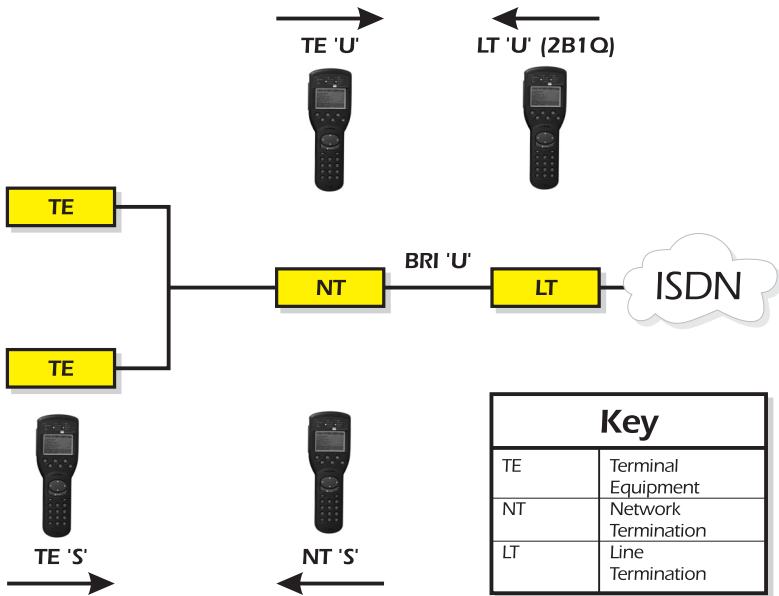 TE 'U'
LT 'U' (2B1Q)
TE
BRI 'U'
NT
LT
ISDN
TE
Key
TE
Terminal
Equipment
NT
Network
Termination
LT
Line
Termination
TE 'S'
NT 'S'